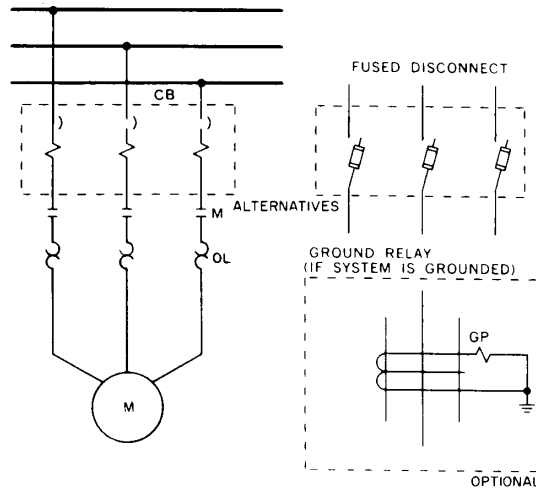 CB
FUSED DISCONNECT
M
ALTERNATIVES
OL
M
GROUND RELAY
(IF SYSTEM IS GROUNDED)
GP
OPTIONAL